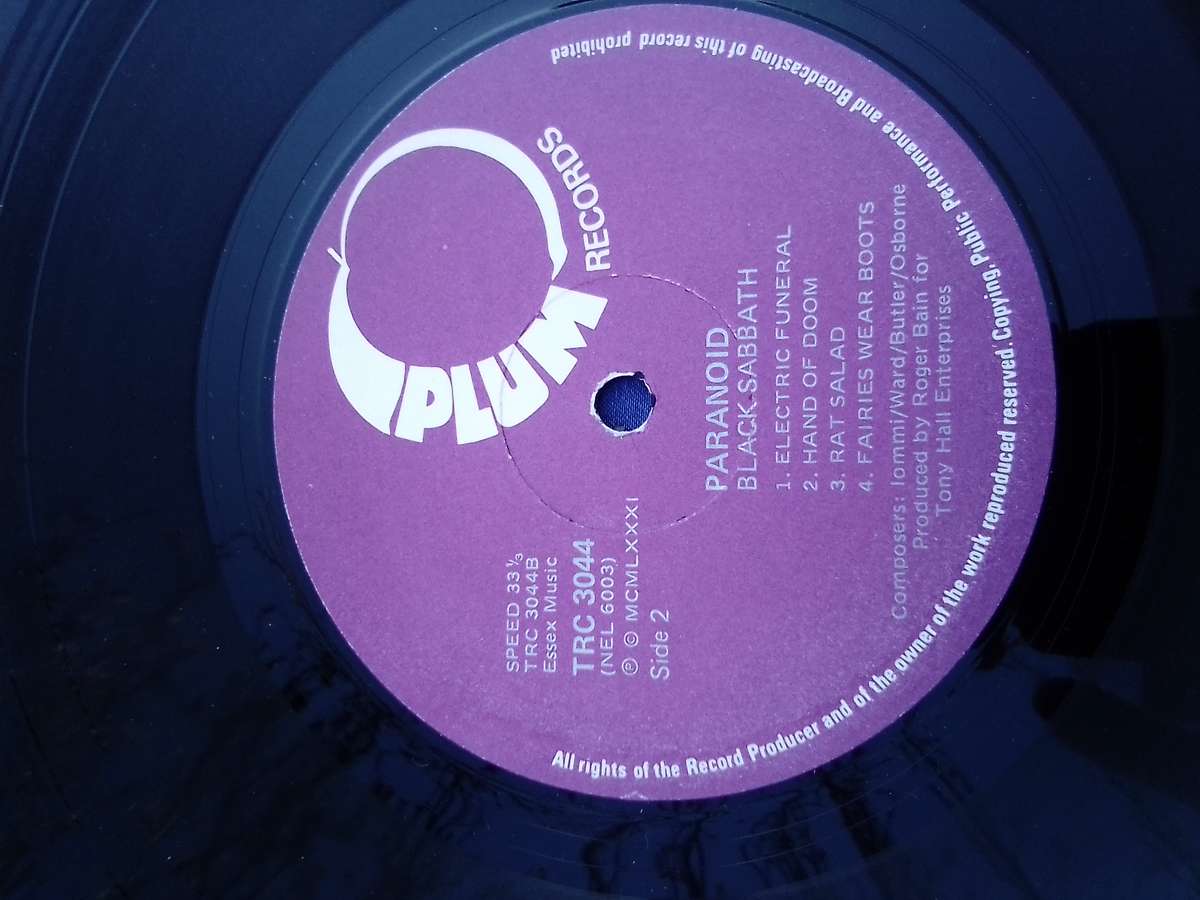 PLUM
RECORDS
SPEED 33 ⅓
TRC 3044B
Essex Music
TRC 3044
(NEL 6003)
Ⓟ © MCMLXXXI
Side 2
PARANOID
BLACK SABBATH
1. ELECTRIC FUNERAL
2. HAND OF DOOM
3. RAT SALAD
4. FAIRIES WEAR BOOTS
Composers: Iommi/Ward/Butler/Osborne
Produced by Roger Bain for
Tony Hall Enterprises
All rights of the Record Producer and of the owner of the work reproduced reserved. Copying, Public Performance and Broadcasting of this record prohibited